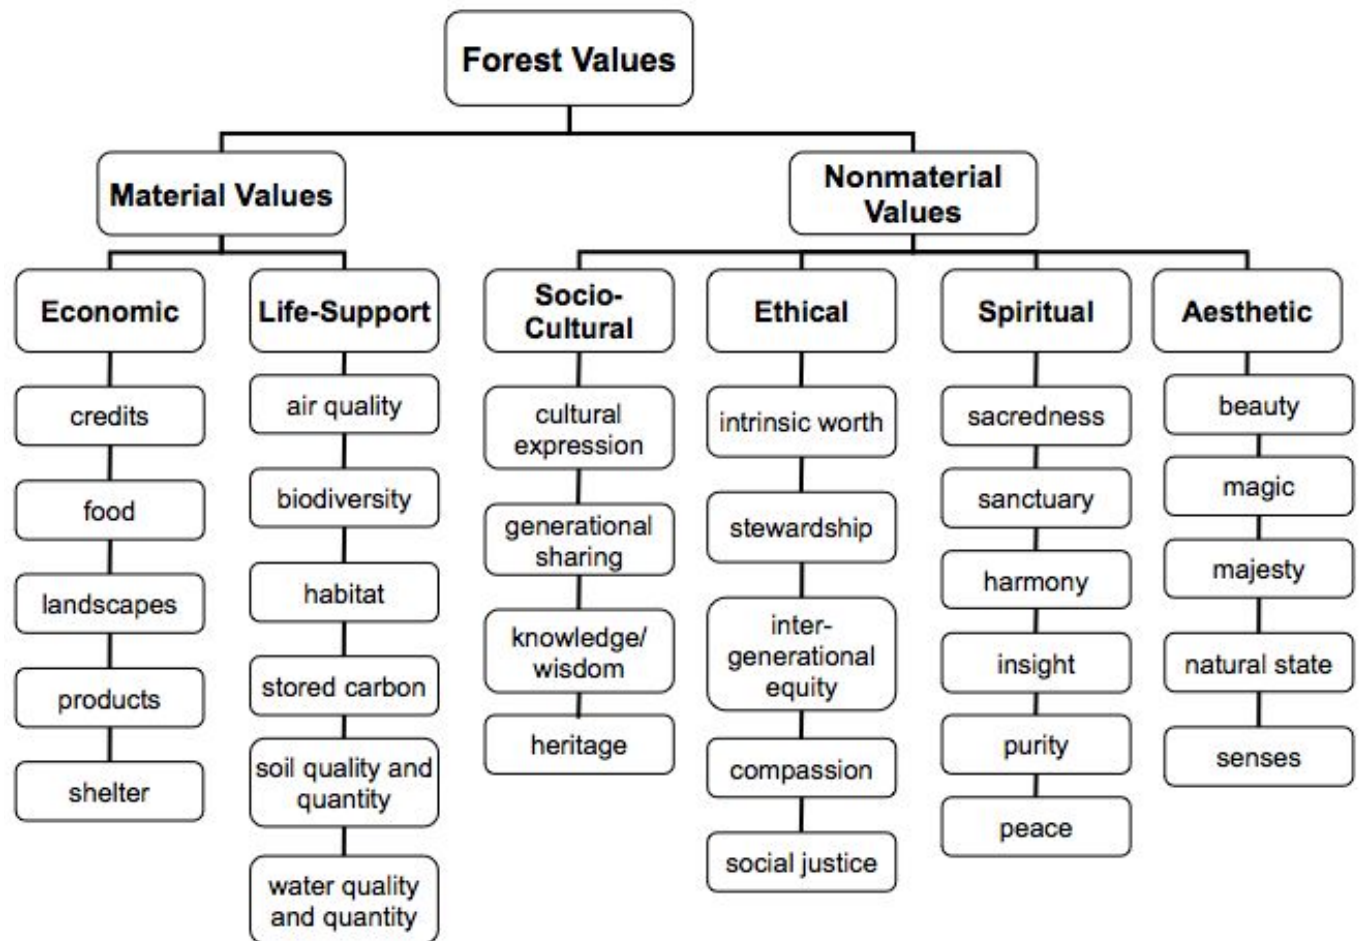 Forest Values
Material Values
Nonmaterial
Values
Economic
Life-Support
Socio-
Cultural
Ethical
Spiritual
Aesthetic
credits
food
landscapes
products
shelter
air quality
biodiversity
habitat
stored carbon
soil quality and
quantity
water quality
and quantity
cultural
expression
generational
sharing
knowledge/
wisdom
heritage
intrinsic worth
stewardship
inter-
generational
equity
compassion
social justice
sacredness
sanctuary
harmony
insight
purity
peace
beauty
magic
majesty
natural state
senses